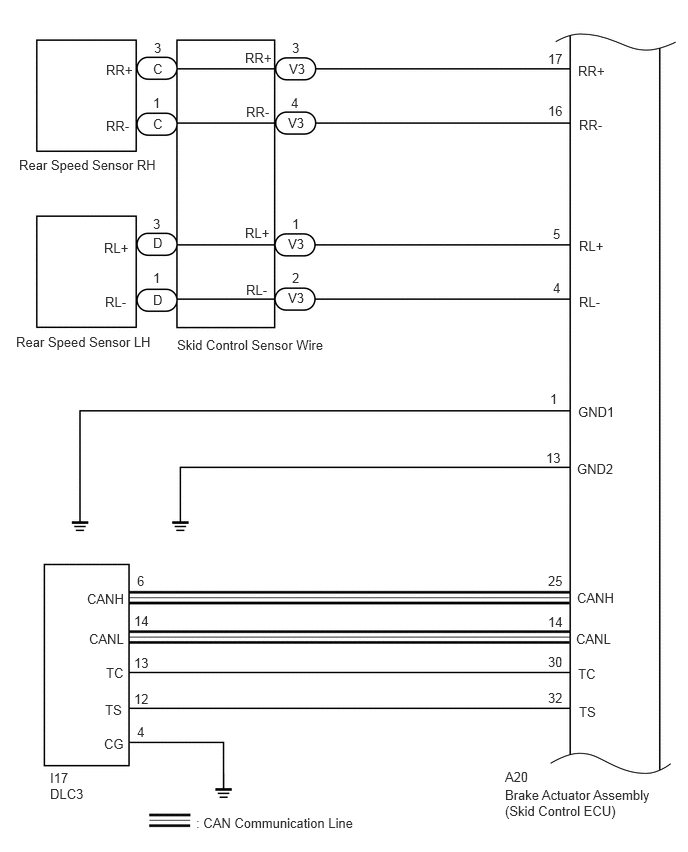 3 3
RR+ C RR+ V3 17 RR+
1 4
RR- C RR- V3 16 RR-
Rear Speed Sensor RH
3 1
RL+ D RL+ V3 5 RL+
1 2
RL- D RL- V3 4 RL-
Rear Speed Sensor LH Skid Control Sensor Wire
1 GND1
13 GND2
6 25
CANH CANH
14 14
CANL CANL
13 30
TC TC
12 32
TS TS
4
CG
I17
DLC3
A20
Brake Actuator Assembly
(Skid Control ECU)
: CAN Communication Line